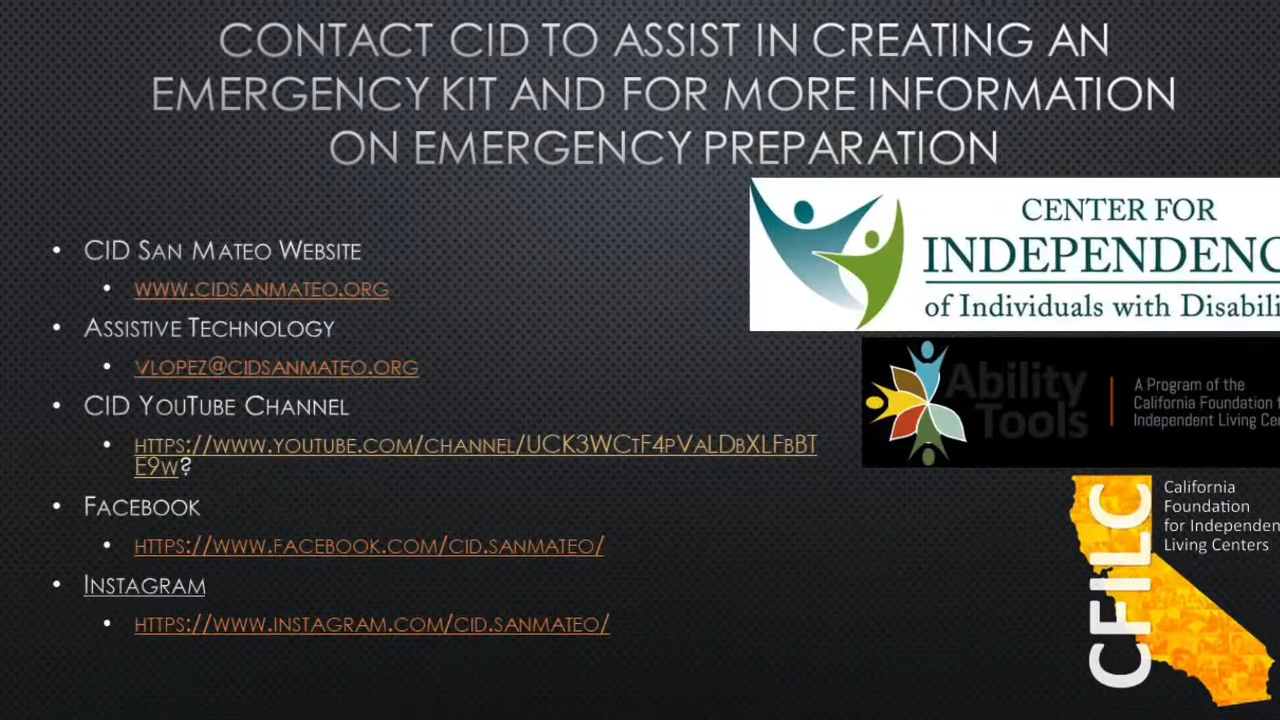 CONTACT CID TO ASSIST IN CREATING AN
EMERGENCY KIT AND FOR MORE INFORMATION
ON EMERGENCY PREPARATION
• CID SAN MATEO WEBSITE
• WWW.CIDSANMATEO.ORG
• ASSISTIVE TECHNOLOGY
• VLOPEZ@CIDSANMATEO.ORG
• CID YOUTUBE CHANNEL
• HTTPS://WWW.YOUTUBE.COM/CHANNEL/UCK3WCTF4PVALDBXLFBBT
E9W?
• FACEBOOK
• HTTPS://WWW.FACEBOOK.COM/CID.SANMATEO/
• INSTAGRAM
• HTTPS://WWW.INSTAGRAM.COM/CID.SANMATEO/
CENTER FOR
INDEPENDENC
of Individuals with Disabili
Ability
Tools
A Program of the
California Foundation
Independent Living Ce
CFILC
California
Foundation
for Independen
Living Centers